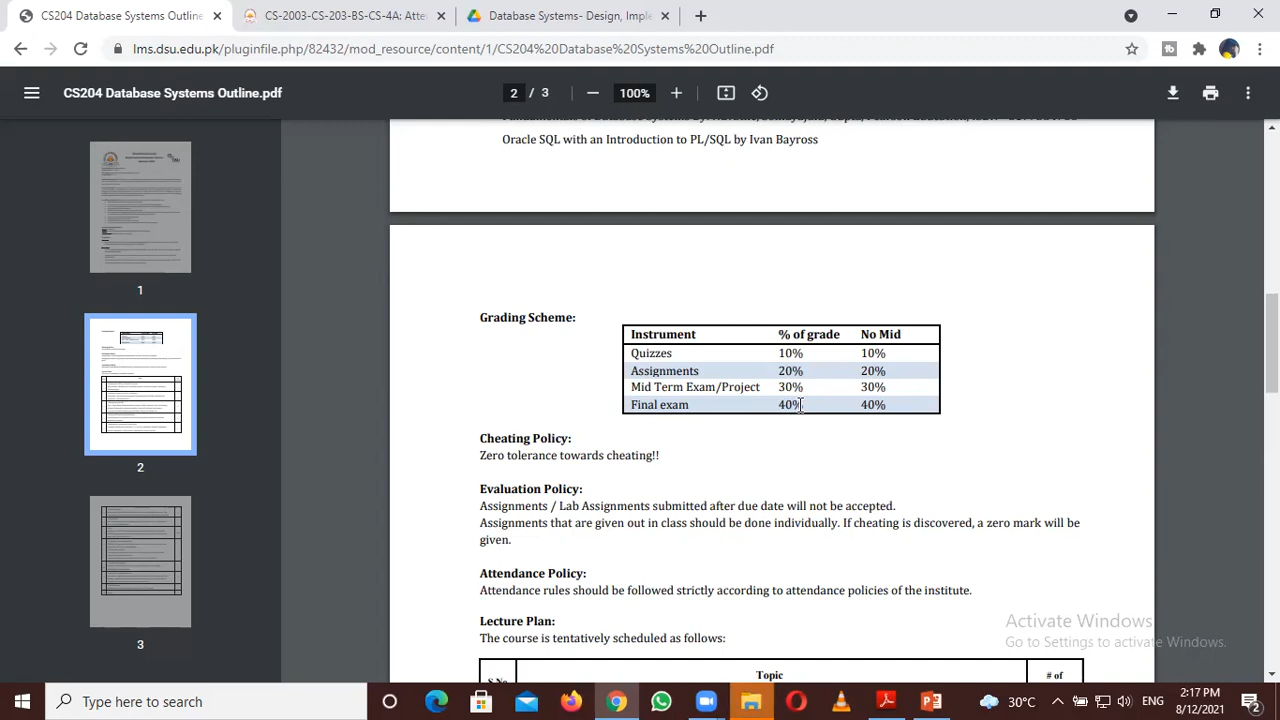 CS204 Database Systems Outline
CS-2003-CS-203-BS-CS-4A: Atte
Database Systems- Design, Imple
lms.dsu.edu.pk/pluginfile.php/82432/mod_resource/content/1/CS204%20Database%20Systems%20Outline.pdf
CS204 Database Systems Outline.pdf
2 / 3
100%
Oracle SQL with an Introduction to PL/SQL by Ivan Bayross
Grading Scheme:
Instrument % of grade No Mid
Quizzes 10% 10%
Assignments 20% 20%
Mid Term Exam/Project 30% 30%
Final exam 40% 40%
Cheating Policy:
Zero tolerance towards cheating!!
Evaluation Policy:
Assignments / Lab Assignments submitted after due date will not be accepted.
Assignments that are given out in class should be done individually. If cheating is discovered, a zero mark will be
given.
Attendance Policy:
Attendance rules should be followed strictly according to attendance policies of the institute.
Lecture Plan:
The course is tentatively scheduled as follows:
S.No Topic # of
1
2
3
Activate Windows
Go to Settings to activate Windows.
Type here to search
30°C
ENG
2:17 PM
8/12/2021
2